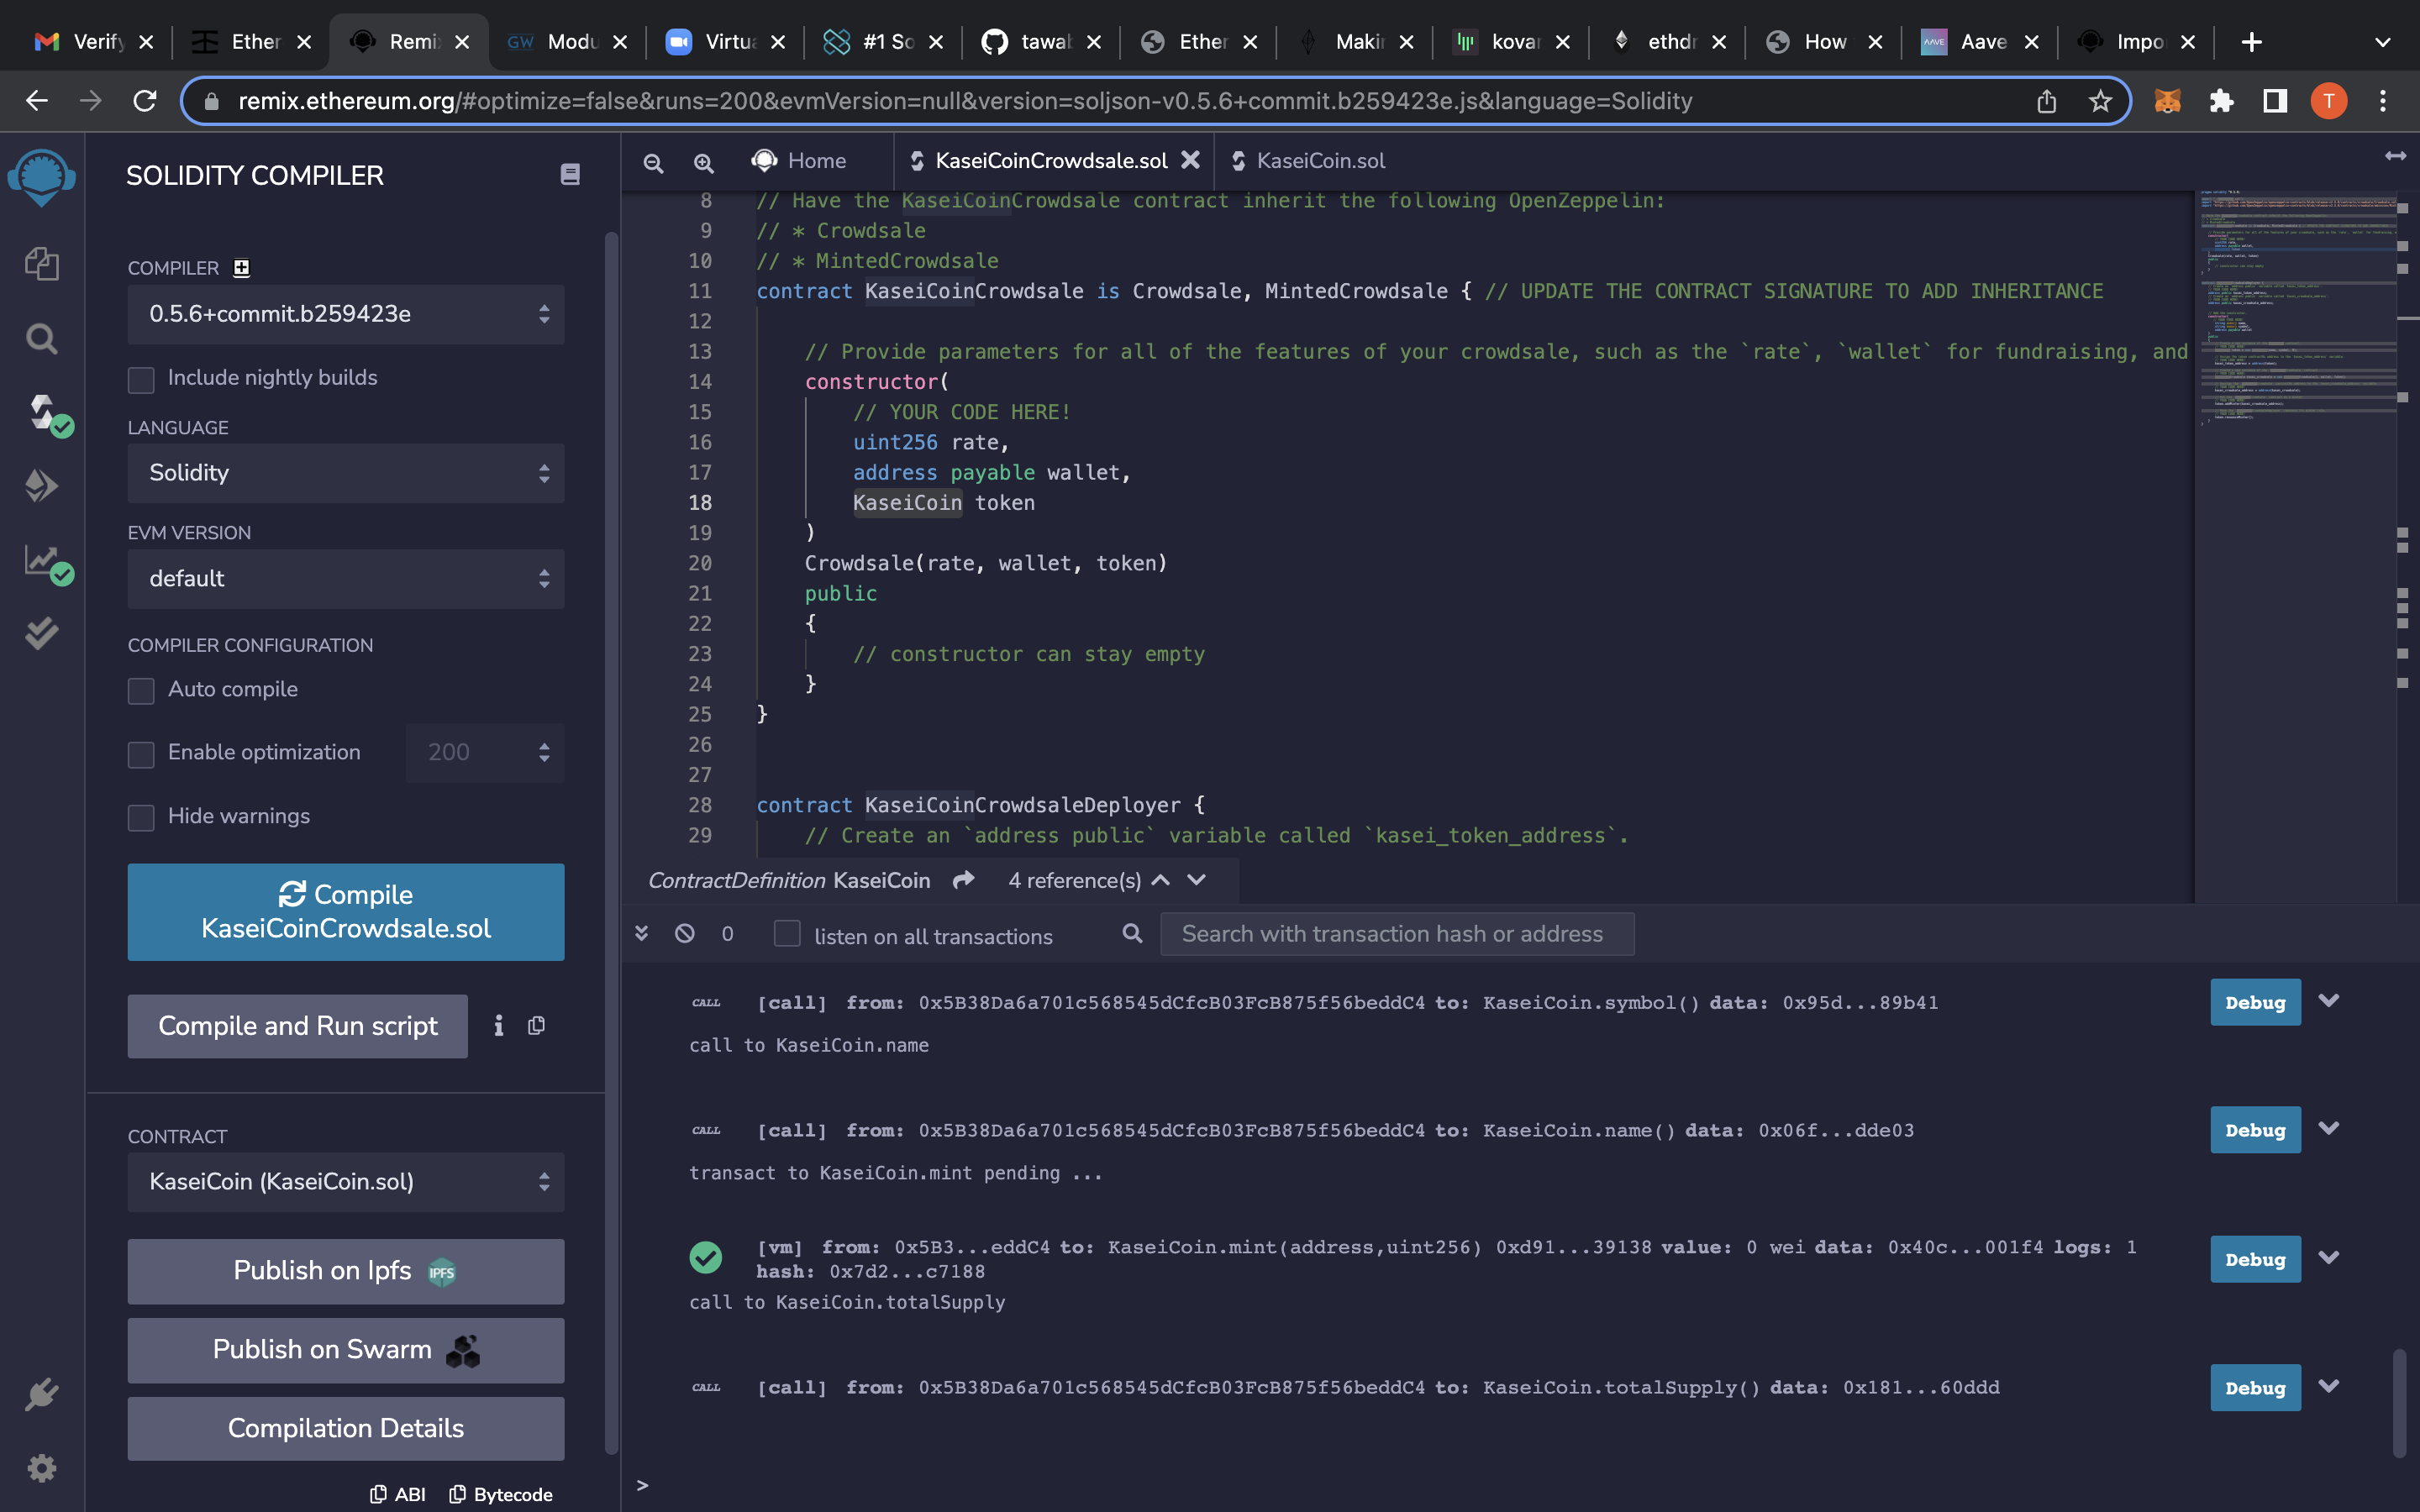 Verify
Ether
Remi
GW Modu
Virtua
#1 So
tawab
Ether
Maki
kovar
ethdr
How
AAVE Aave
Impo
remix.ethereum.org/#optimize=false&runs=200&evmVersion=null&version=soljson-v0.5.6+commit.b259423e.js&language=Solidity
T
SOLIDITY COMPILER
COMPILER
0.5.6+commit.b259423e
Include nightly builds
LANGUAGE
Solidity
EVM VERSION
default
COMPILER CONFIGURATION
Auto compile
Enable optimization
200
Hide warnings
Compile
KaseiCoinCrowdsale.sol
Compile and Run script
CONTRACT
KaseiCoin (KaseiCoin.sol)
Publish on Ipfs IPFS
Publish on Swarm
Compilation Details
ABI Bytecode
Home
KaseiCoinCrowdsale.sol
KaseiCoin.sol
8 // Have the KaseiCoinCrowdsale contract inherit the following OpenZeppelin:
9 // * Crowdsale
10 // * MintedCrowdsale
11 contract KaseiCoinCrowdsale is Crowdsale, MintedCrowdsale { // UPDATE THE CONTRACT SIGNATURE TO ADD INHERITANCE
12
13 // Provide parameters for all of the features of your crowdsale, such as the `rate`, `wallet` for fundraising, and
14 constructor(
15 // YOUR CODE HERE!
16 uint256 rate,
17 address payable wallet,
18 KaseiCoin token
19 )
20 Crowdsale(rate, wallet, token)
21 public
22 {
23 // constructor can stay empty
24 }
25 }
26
27
28 contract KaseiCoinCrowdsaleDeployer {
29 // Create an `address public` variable called `kasei_token_address`.
ContractDefinition KaseiCoin 4 reference(s)
0 listen on all transactions Search with transaction hash or address
CALL [call] from: 0x5B38Da6a701c568545dCfcB03FcB875f56beddC4 to: KaseiCoin.symbol() data: 0x95d...89b41 Debug
call to KaseiCoin.name
CALL [call] from: 0x5B38Da6a701c568545dCfcB03FcB875f56beddC4 to: KaseiCoin.name() data: 0x06f...dde03 Debug
transact to KaseiCoin.mint pending ...
[vm] from: 0x5B3...eddC4 to: KaseiCoin.mint(address,uint256) 0xd91...39138 value: 0 wei data: 0x40c...001f4 logs: 1 Debug
hash: 0x7d2...c7188
call to KaseiCoin.totalSupply
CALL [call] from: 0x5B38Da6a701c568545dCfcB03FcB875f56beddC4 to: KaseiCoin.totalSupply() data: 0x181...60ddd Debug
>